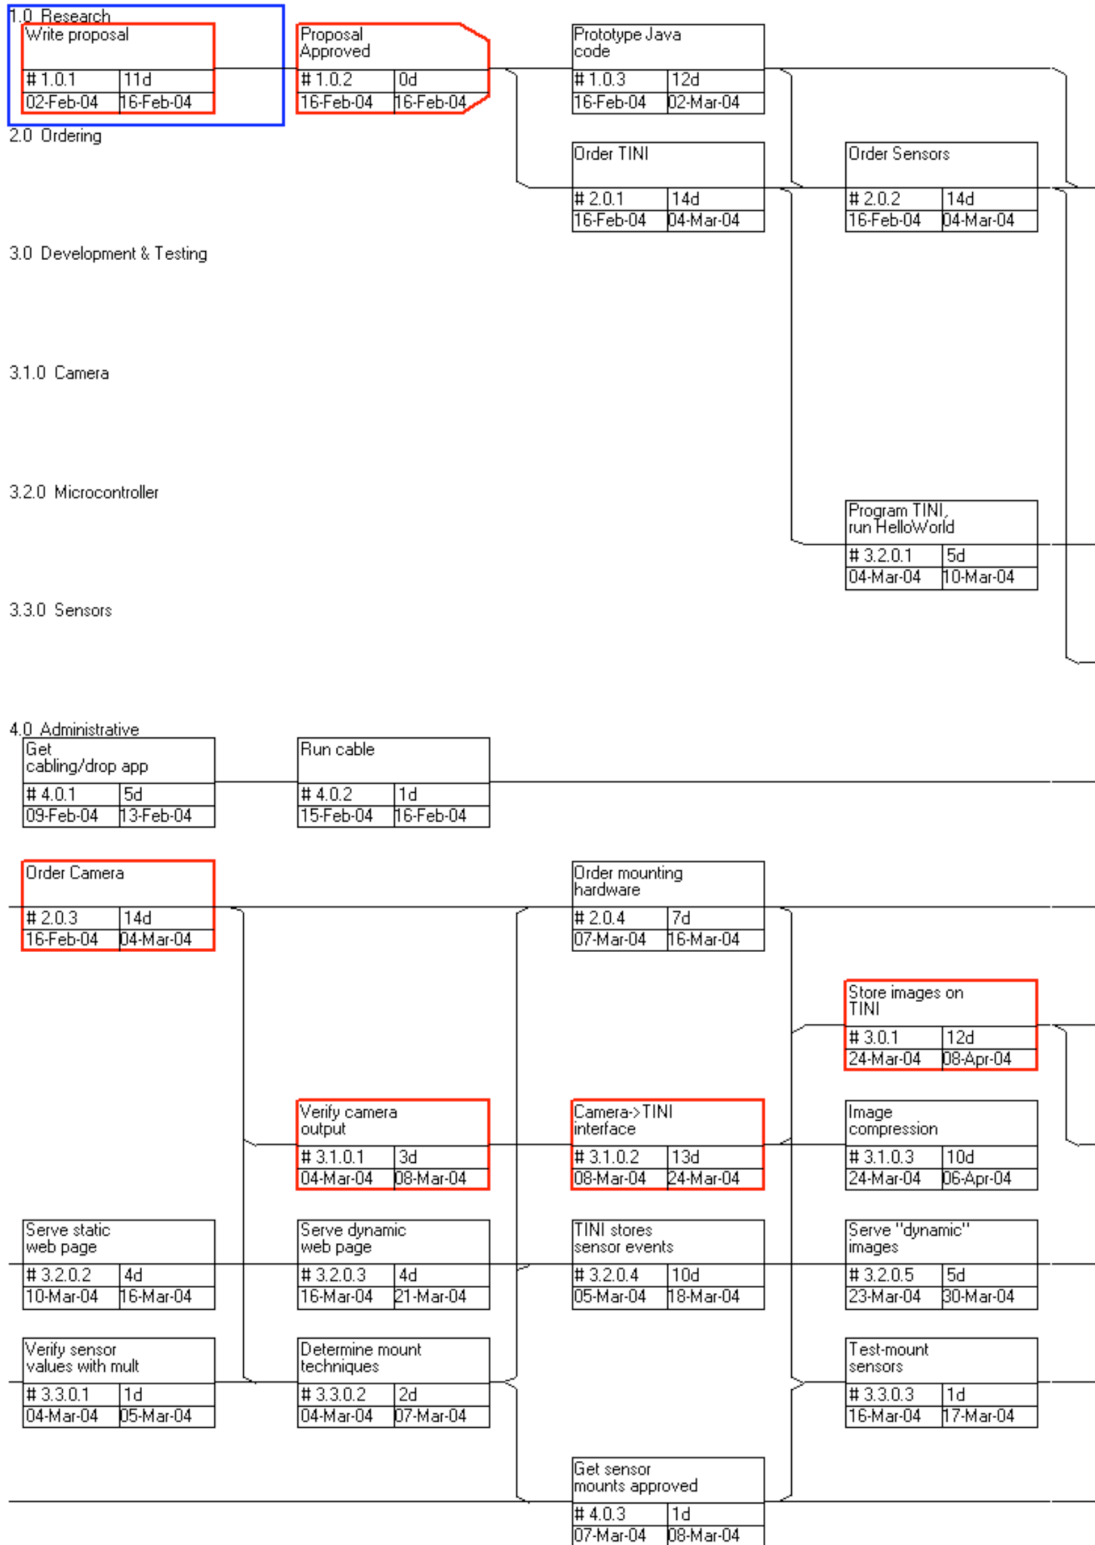 1.0 Research
Write proposal
# 1.0.1 11d
02-Feb-04 16-Feb-04
Proposal
Approved
# 1.0.2 0d
16-Feb-04 16-Feb-04
Prototype Java
code
# 1.0.3 12d
16-Feb-04 02-Mar-04
2.0 Ordering
Order TINI
# 2.0.1 14d
16-Feb-04 04-Mar-04
Order Sensors
# 2.0.2 14d
16-Feb-04 04-Mar-04
3.0 Development & Testing
3.1.0 Camera
3.2.0 Microcontroller
Program TINI,
run HelloWorld
# 3.2.0.1 5d
04-Mar-04 10-Mar-04
3.3.0 Sensors
4.0 Administrative
Get
cabling/drop app
# 4.0.1 5d
09-Feb-04 13-Feb-04
Run cable
# 4.0.2 1d
15-Feb-04 16-Feb-04
Order Camera
# 2.0.3 14d
16-Feb-04 04-Mar-04
Order mounting
hardware
# 2.0.4 7d
07-Mar-04 16-Mar-04
Store images on
TINI
# 3.0.1 12d
24-Mar-04 08-Apr-04
Verify camera
output
# 3.1.0.1 3d
04-Mar-04 08-Mar-04
Camera->TINI
interface
# 3.1.0.2 13d
08-Mar-04 24-Mar-04
Image
compression
# 3.1.0.3 10d
24-Mar-04 06-Apr-04
Serve static
web page
# 3.2.0.2 4d
10-Mar-04 16-Mar-04
Serve dynamic
web page
# 3.2.0.3 4d
16-Mar-04 21-Mar-04
TINI stores
sensor events
# 3.2.0.4 10d
05-Mar-04 18-Mar-04
Serve "dynamic"
images
# 3.2.0.5 5d
23-Mar-04 30-Mar-04
Verify sensor
values with mult
# 3.3.0.1 1d
04-Mar-04 05-Mar-04
Determine mount
techniques
# 3.3.0.2 2d
04-Mar-04 07-Mar-04
Test-mount
sensors
# 3.3.0.3 1d
16-Mar-04 17-Mar-04
Get sensor
mounts approved
# 4.0.3 1d
07-Mar-04 08-Mar-04